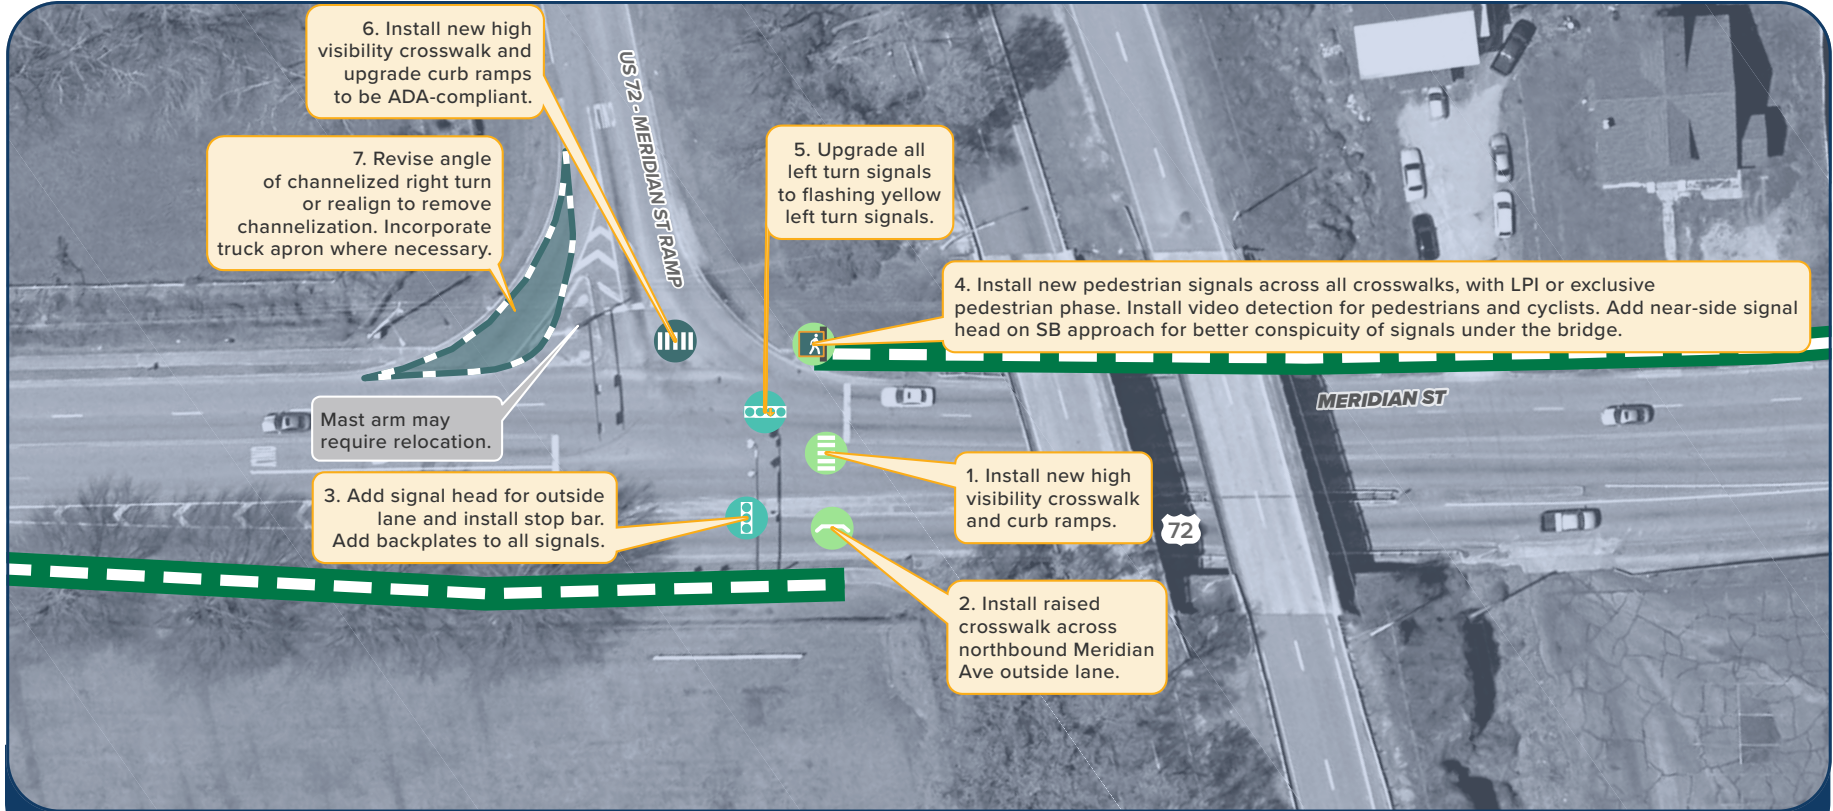 6. Install new high
visibility crosswalk and
upgrade curb ramps
to be ADA-compliant.
US 72 - MERIDIAN ST RAMP
7. Revise angle
of channelized right turn
or realign to remove
channelization. Incorporate
truck apron where necessary.
5. Upgrade all
left turn signals
to flashing yellow
left turn signals.
4. Install new pedestrian signals across all crosswalks, with LPI or exclusive
pedestrian phase. Install video detection for pedestrians and cyclists. Add near-side signal
head on SB approach for better conspicuity of signals under the bridge.
MERIDIAN ST
Mast arm may
require relocation.
3. Add signal head for outside
lane and install stop bar.
Add backplates to all signals.
1. Install new high
visibility crosswalk
and curb ramps.
72
2. Install raised
crosswalk across
northbound Meridian
Ave outside lane.